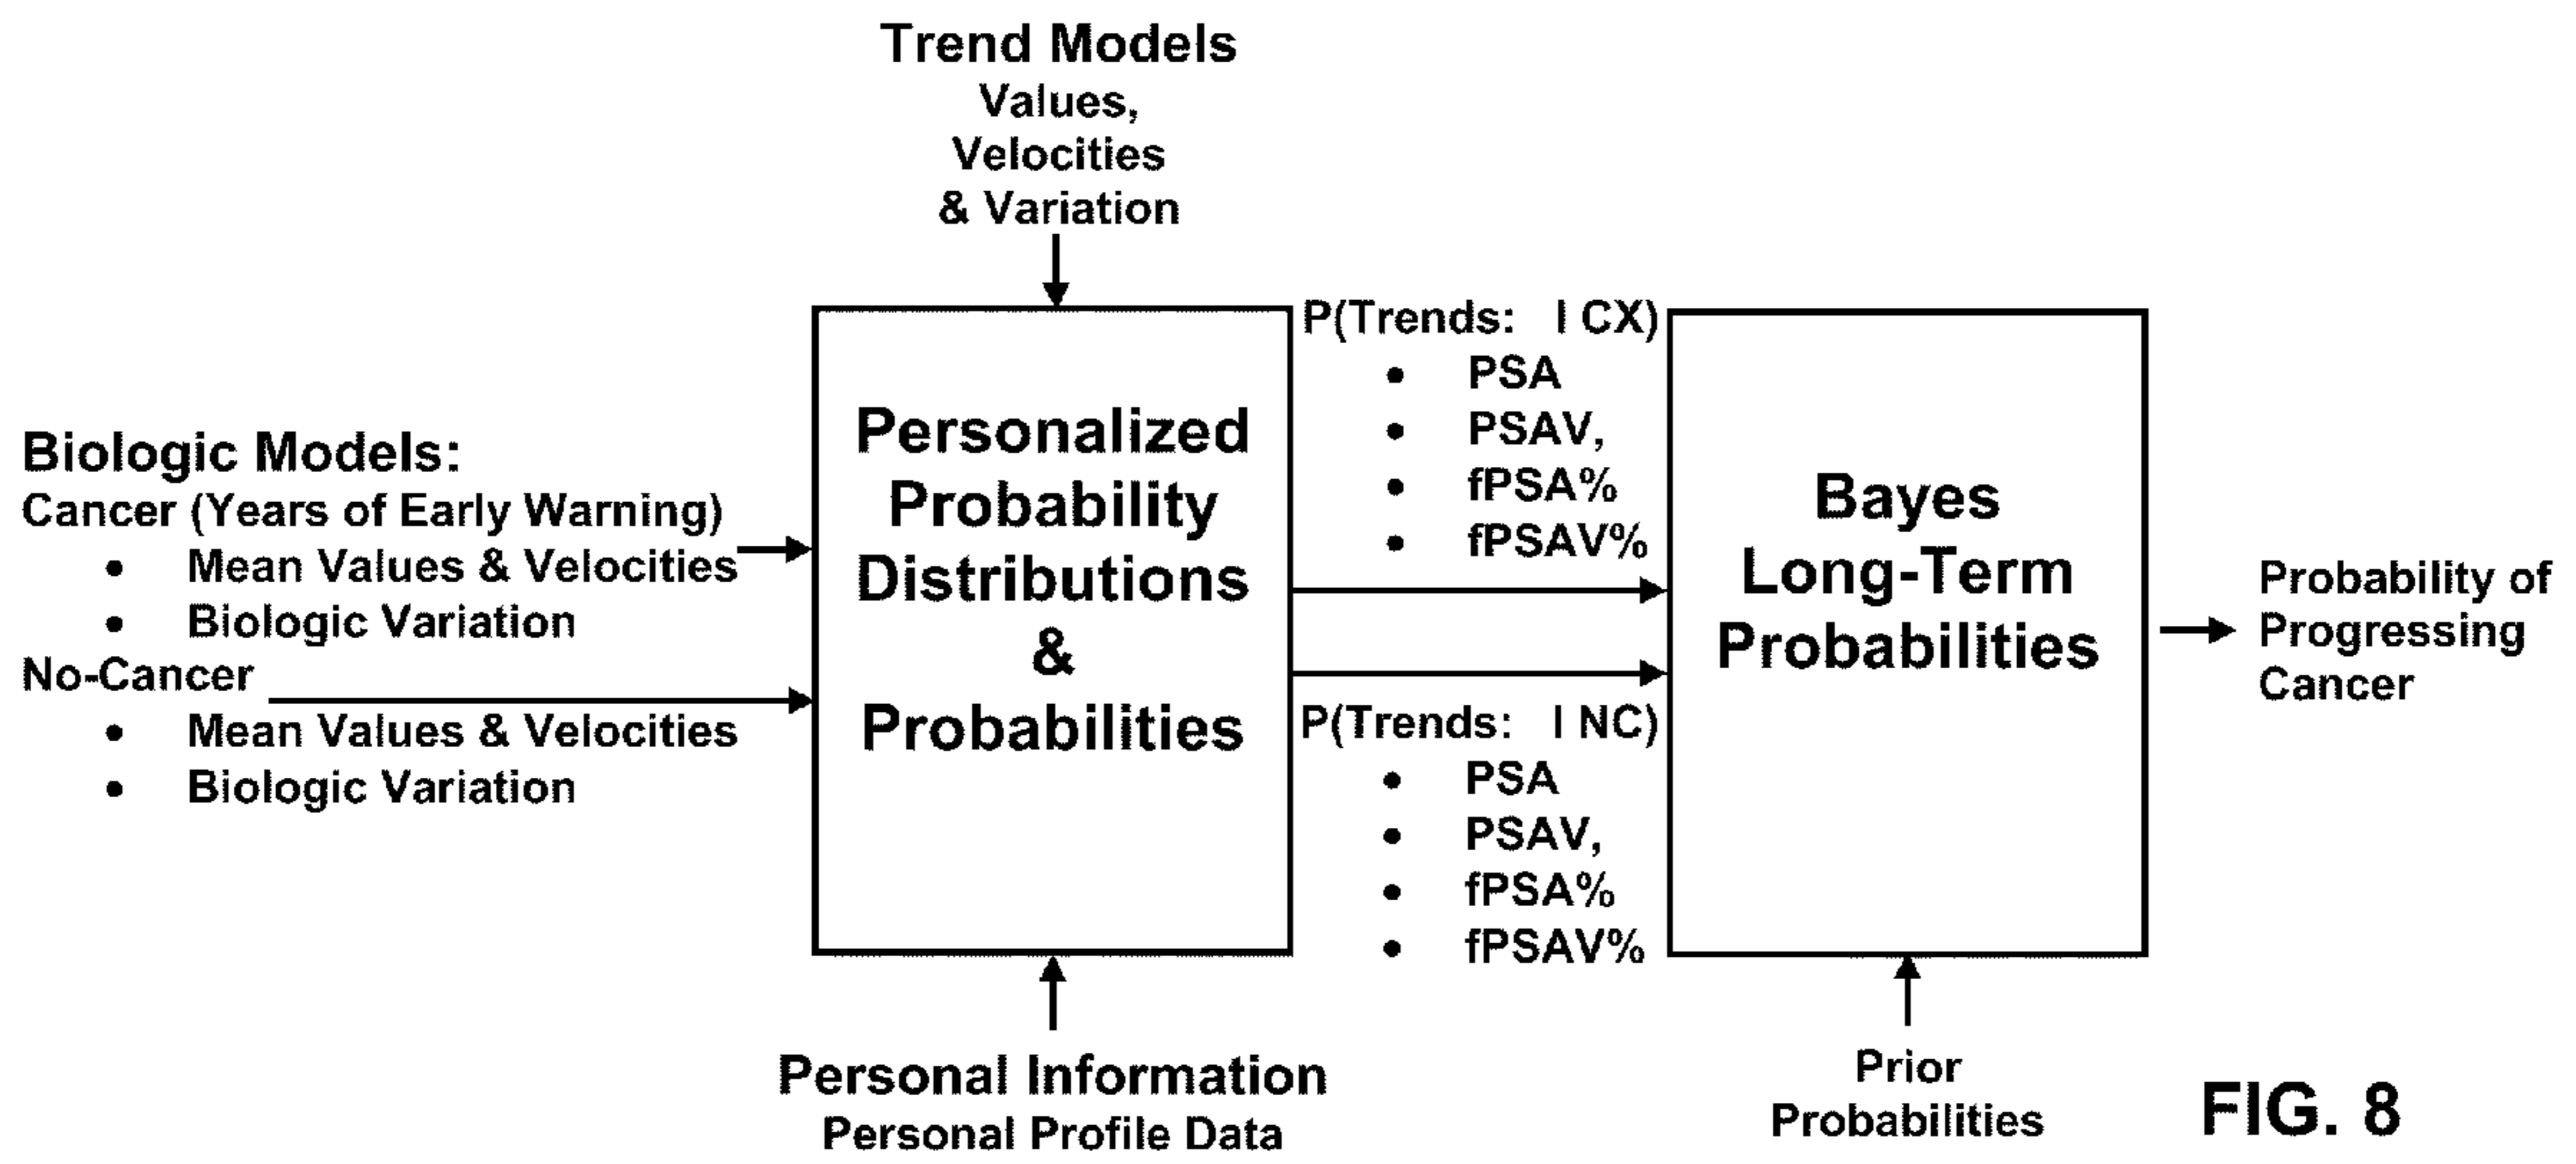 Trend Models
Values,
Velocities
& Variation
Biologic Models:
Cancer (Years of Early Warning)
• Mean Values & Velocities
• Biologic Variation
No-Cancer
• Mean Values & Velocities
• Biologic Variation
Personalized
Probability
Distributions
&
Probabilities
Personal Information
Personal Profile Data
P(Trends: I CX)
• PSA
• PSAV,
• fPSA%
• fPSAV%
P(Trends: I NC)
• PSA
• PSAV,
• fPSA%
• fPSAV%
Bayes
Long-Term
Probabilities
Prior
Probabilities
Probability of
Progressing
Cancer
FIG. 8